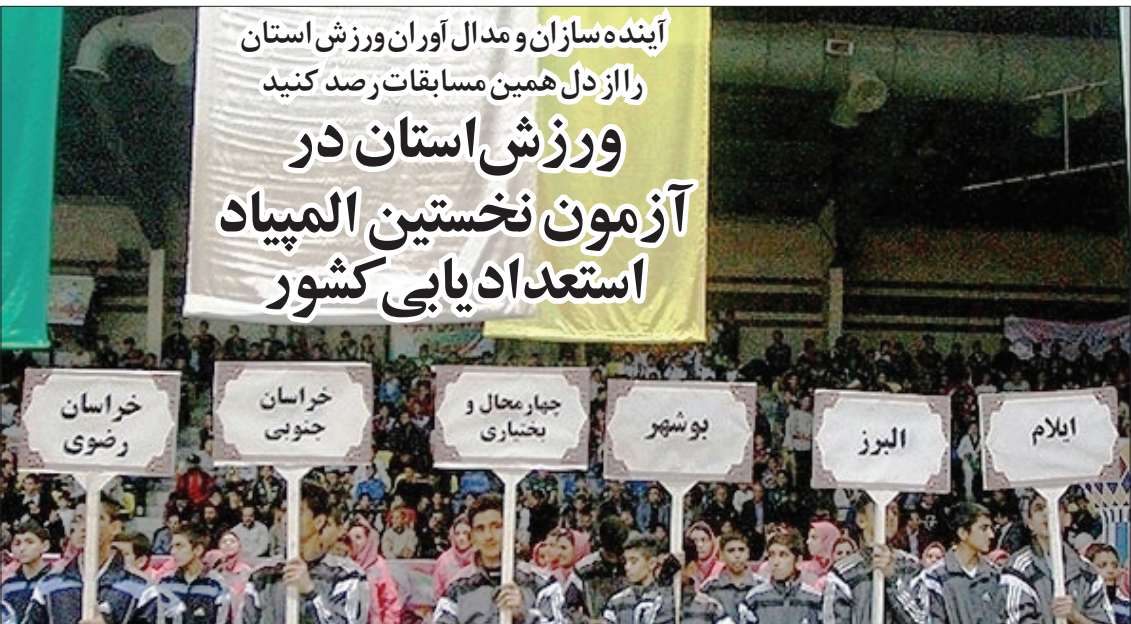 آینده سازان و مدال آوران ورزش استان
را از دل همین مسابقات رصد کنید
ورزش استان در
آزمون نخستین المپیاد
استعدادیابی کشور
ایلام
البرز
بوشهر
چهارمحال و
بختیاری
خراسان
جنوبی
خراسان
رضوی